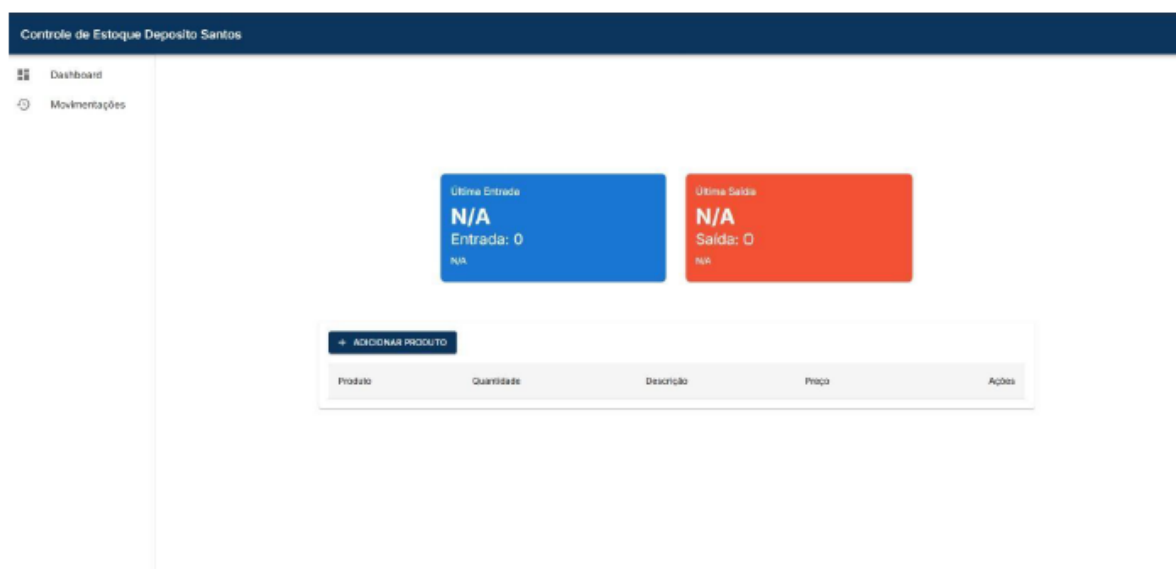 Controle de Estoque Deposito Santos
Dashboard
Movimentações
Última Entrada
N/A
Entrada: 0
N/A
Última Saída
N/A
Saída: 0
N/A
+ ADICIONAR PRODUTO
Produto Quantidade Descrição Preço Ações